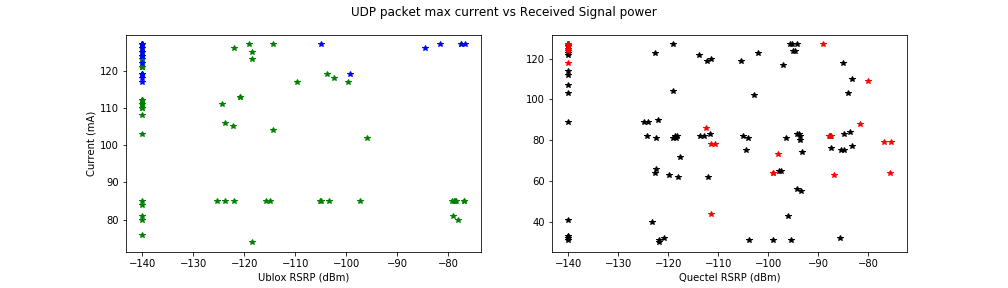 UDP packet max current vs Received Signal power
Current (mA)
120
110
100
90
80
−140 −130 −120 −110 −100 −90 −80
Ublox RSRP (dBm)
120
100
80
60
40
−140 −130 −120 −110 −100 −90 −80
Quectel RSRP (dBm)